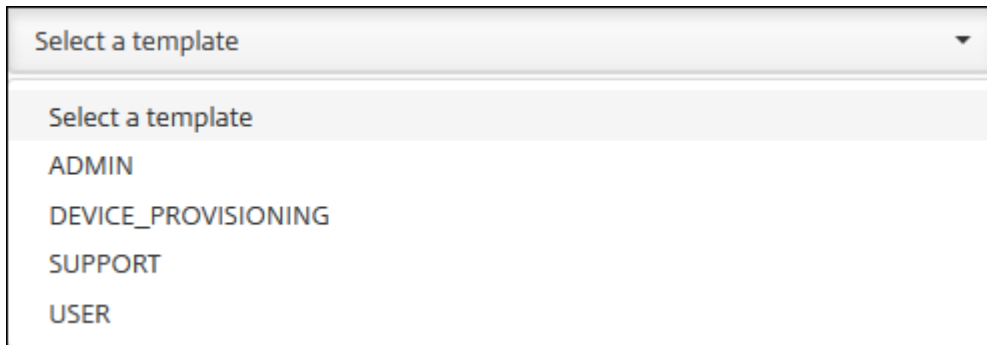 Select a template
Select a template
ADMIN
DEVICE_PROVISIONING
SUPPORT
USER